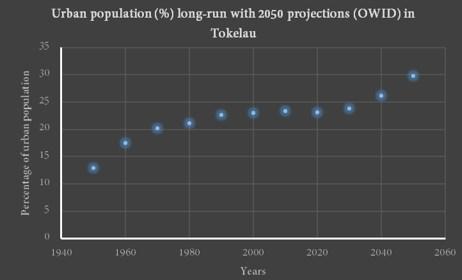 Urban population (%) long-run with 2050 projections (OWID) in
Tokelau
Percentage of urban population
35
30
25
20
15
10
5
0
1940 1960 1980 2000 2020 2040 2060
Years